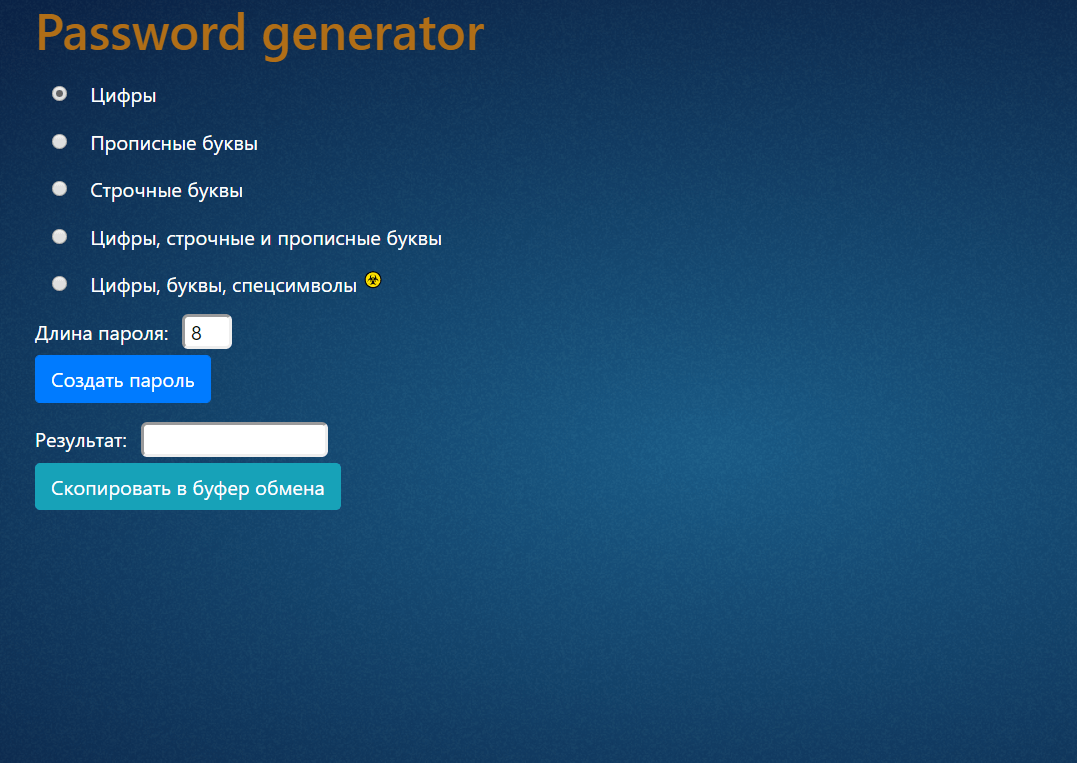 Password generator
Цифры
Прописные буквы
Строчные буквы
Цифры, строчные и прописные буквы
Цифры, буквы, спецсимволы ☣
Длина пароля: 8
Создать пароль
Результат:
Скопировать в буфер обмена